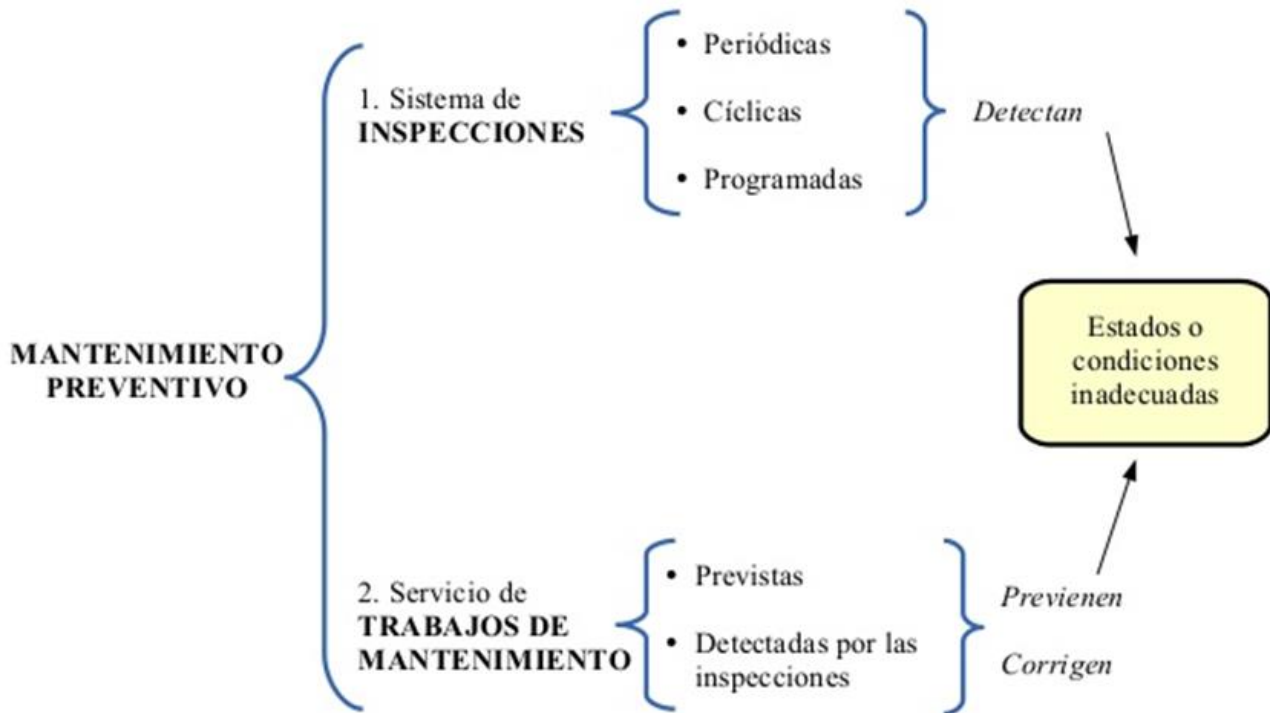 MANTENIMIENTO
PREVENTIVO
1. Sistema de
INSPECCIONES
• Periódicas
• Cíclicas
• Programadas
Detectan
Estados o
condiciones
inadecuadas
2. Servicio de
TRABAJOS DE
MANTENIMIENTO
• Previstas
• Detectadas por las
inspecciones
Previenen
Corrigen